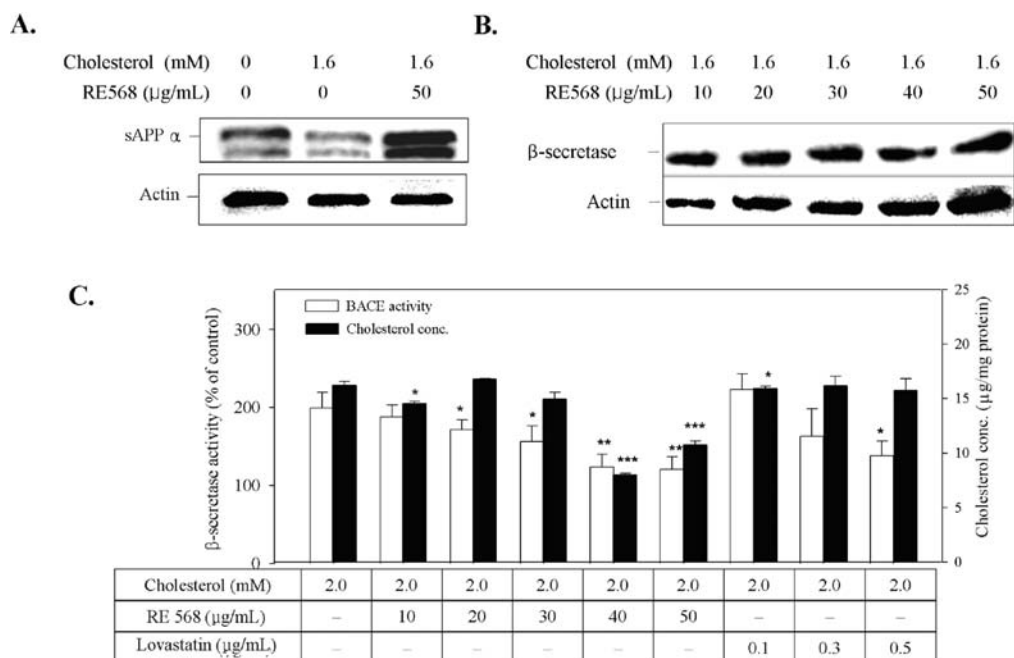 A.
Cholesterol (mM) 0 1.6 1.6
RE568 (μg/mL) 0 0 50
sAPP α
Actin
B.
Cholesterol (mM) 1.6 1.6 1.6 1.6 1.6
RE568 (μg/mL) 10 20 30 40 50
β-secretase
Actin
C.
β-secretase activity (% of control)
300
200
100
0
BACE activity
Cholesterol conc.
* * * ** *** ** *** * *
25
20
15
10
5
0
Cholesterol conc. (μg/mg protein)
Cholesterol (mM) 2.0 2.0 2.0 2.0 2.0 2.0 2.0 2.0 2.0
RE 568 (μg/mL) – 10 20 30 40 50 – – –
Lovastatin (μg/mL) – – – – – – 0.1 0.3 0.5